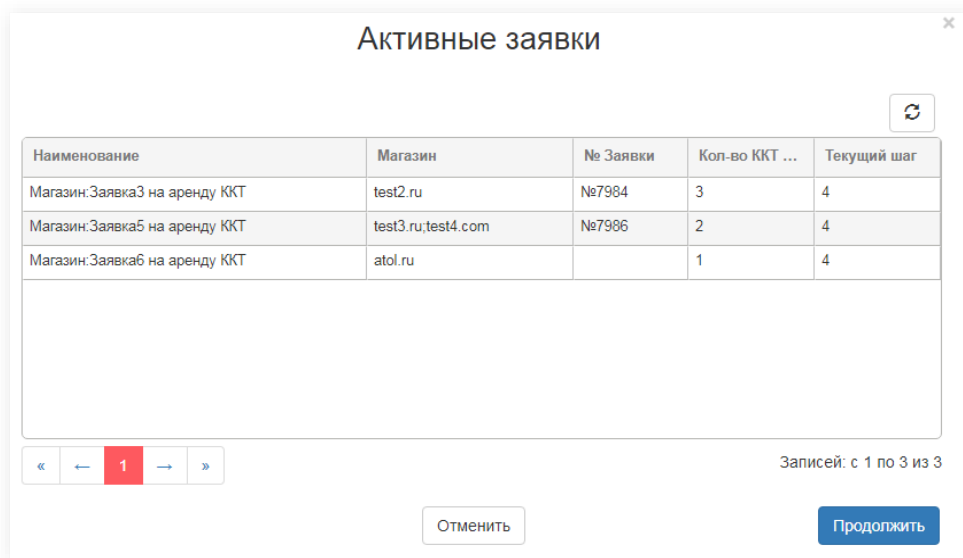 ×
Активные заявки
Наименование Магазин № Заявки Кол-во ККТ ... Текущий шаг
Магазин:Заявка3 на аренду ККТ test2.ru №7984 3 4
Магазин:Заявка5 на аренду ККТ test3.ru;test4.com №7986 2 4
Магазин:Заявка6 на аренду ККТ atol.ru 1 4
« ← 1 → » Записей: с 1 по 3 из 3
Отменить Продолжить